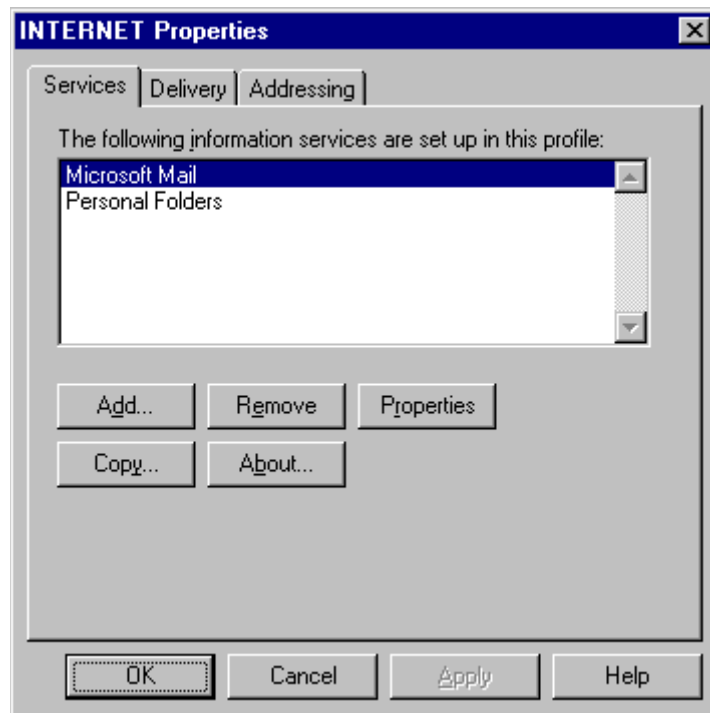 INTERNET Properties
Services Delivery Addressing
The following information services are set up in this profile:
Microsoft Mail
Personal Folders
Add... Remove Properties
Copy... About...
OK Cancel Apply Help